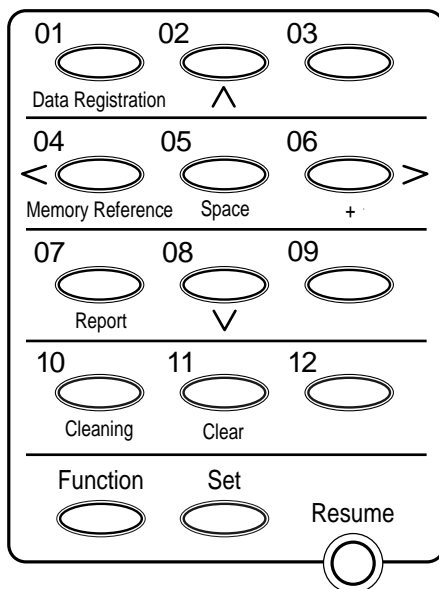 01 02 03
Data Registration ∧
04 05 06
< >
Memory Reference Space +
07 08 09
Report ∨
10 11 12
Cleaning Clear
Function Set
Resume